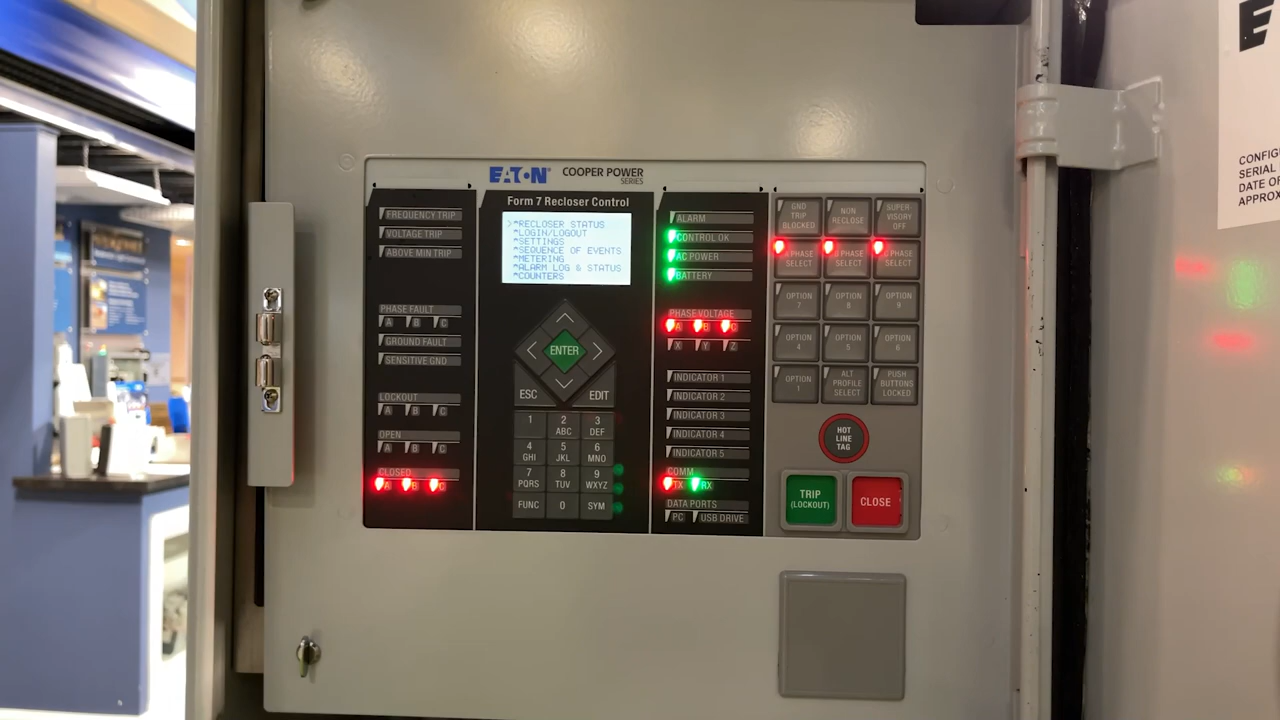 EATON COOPER POWER
SERIES
Form 7 Recloser Control
FREQUENCY TRIP
VOLTAGE TRIP
ABOVE MIN TRIP
PHASE FAULT
A B C
GROUND FAULT
SENSITIVE GND
LOCKOUT
A B C
OPEN
A B C
CLOSED
A B C
>^RECLOSER STATUS
^LOGIN/LOGOUT
^SETTINGS
^SEQUENCE OF EVENTS
^METERING
^ALARM LOG & STATUS
^COUNTERS
ENTER
ESC
EDIT
1 2 3
ABC DEF
4 5 6
GHI JKL MNO
7 8 9
PQRS TUV WXYZ
FUNC 0 SYM
ALARM
CONTROL OK
AC POWER
BATTERY
PHASE VOLTAGE
A B C
X Y Z
INDICATOR 1
INDICATOR 2
INDICATOR 3
INDICATOR 4
INDICATOR 5
COMM
TX RX
DATA PORTS
PC USB DRIVE
GND
TRIP
BLOCKED
NON
RECLOSE
SUPER-
VISORY
OFF
PHASE
SELECT
PHASE
SELECT
PHASE
SELECT
OPTION
7
OPTION
8
OPTION
9
OPTION
4
OPTION
5
OPTION
6
OPTION
1
ALT
PROFILE
SELECT
PUSH
BUTTONS
LOCKED
HOT
LINE
TAG
TRIP
(LOCKOUT)
CLOSE
E
CONFIG
SERIAL
DATE OF
APPROX